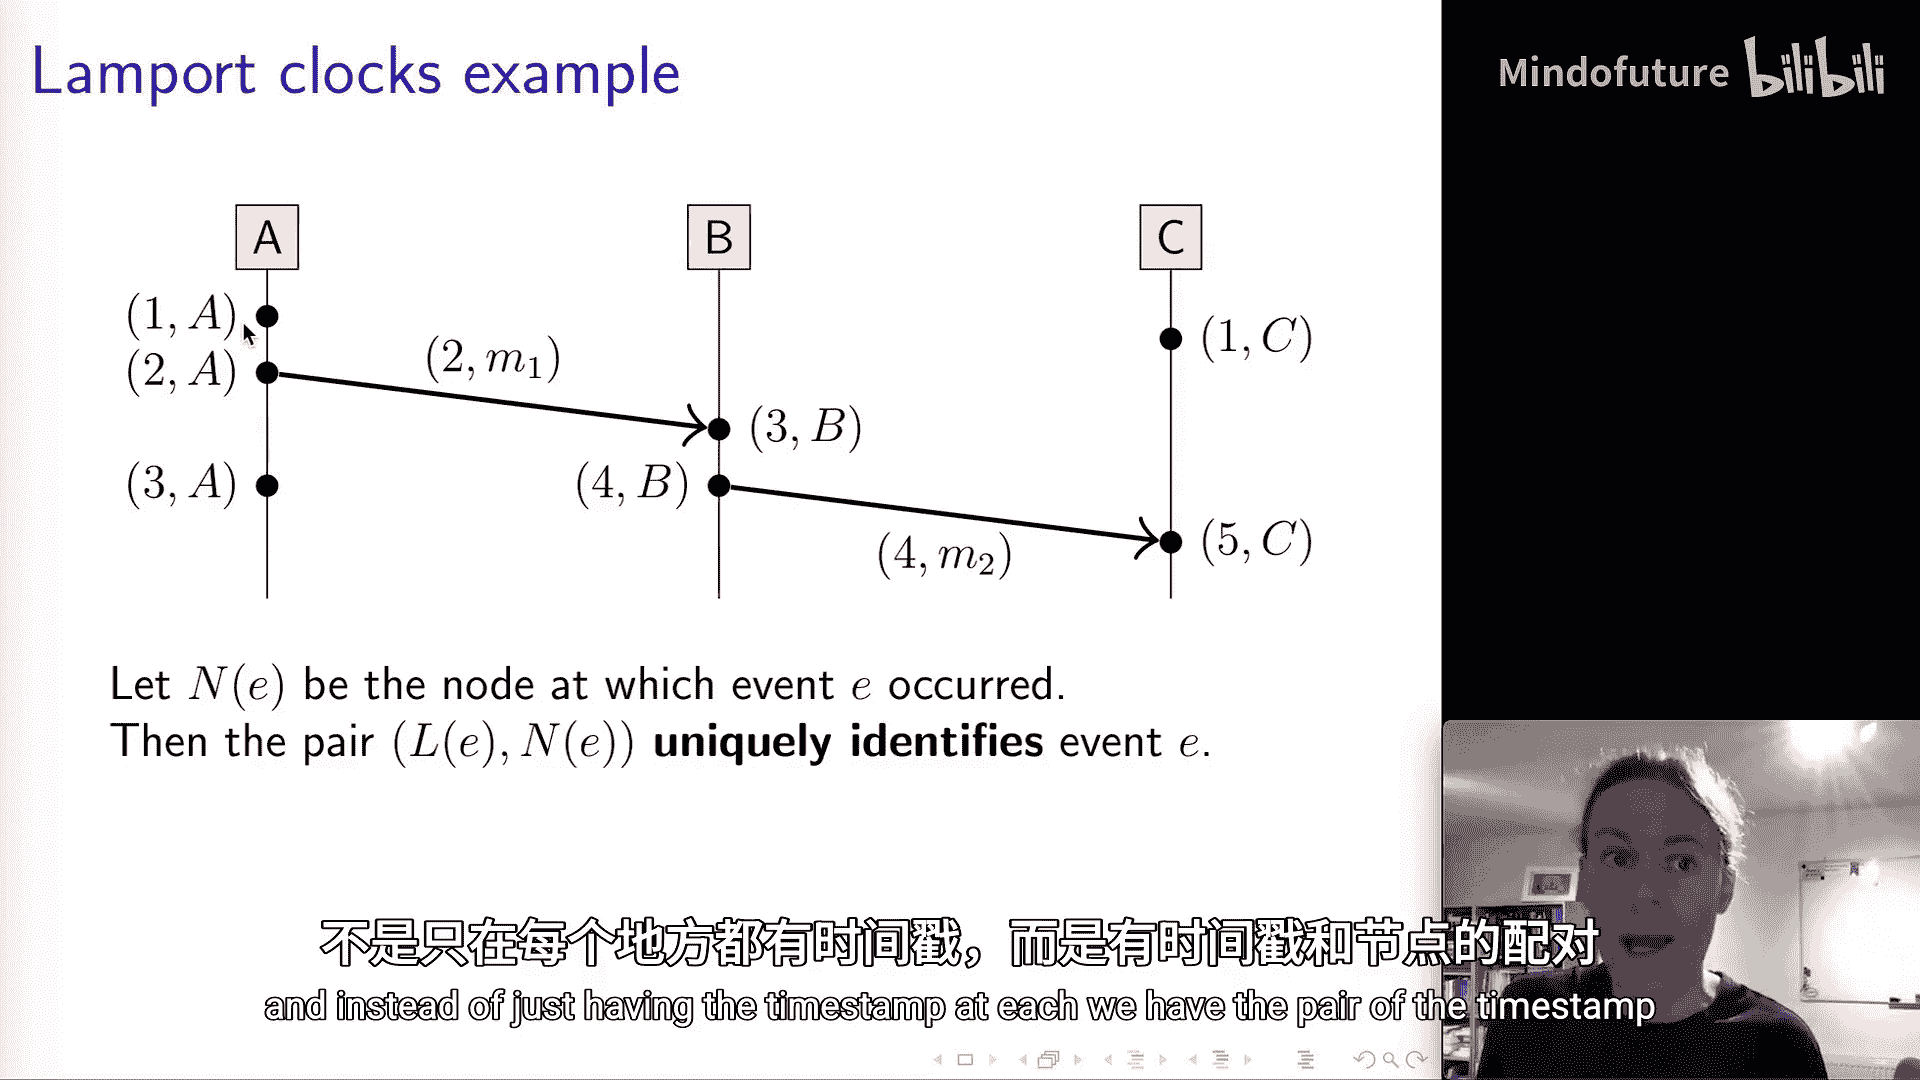 Lamport clocks example
Mindofuture bilibili
A
B
C
(1, A)
(1, C)
(2, m₁)
(2, A)
(3, B)
(3, A)
(4, B)
(5, C)
(4, m₂)
Let N(e) be the node at which event e occurred.
Then the pair (L(e), N(e)) uniquely identifies event e.
不是只在每个地方都有时间戳，而是有时间戳和节点的配对
and instead of just having the timestamp at each we have the pair of the timestamp